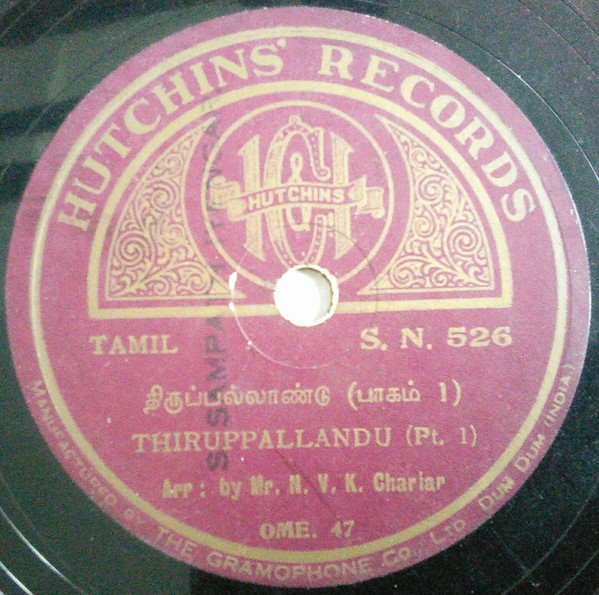 HUTCHINS' RECORDS
HUTCHINS
TAMIL
S. N. 526
திருப்பல்லாண்டு (பாகம் 1)
THIRUPPALLANDU (Pt. 1)
Arr : by Mr. N. V. K. Chariar
OME. 47
MANUFACTURED BY THE GRAMOPHONE CO., LTD DUM DUM (INDIA)